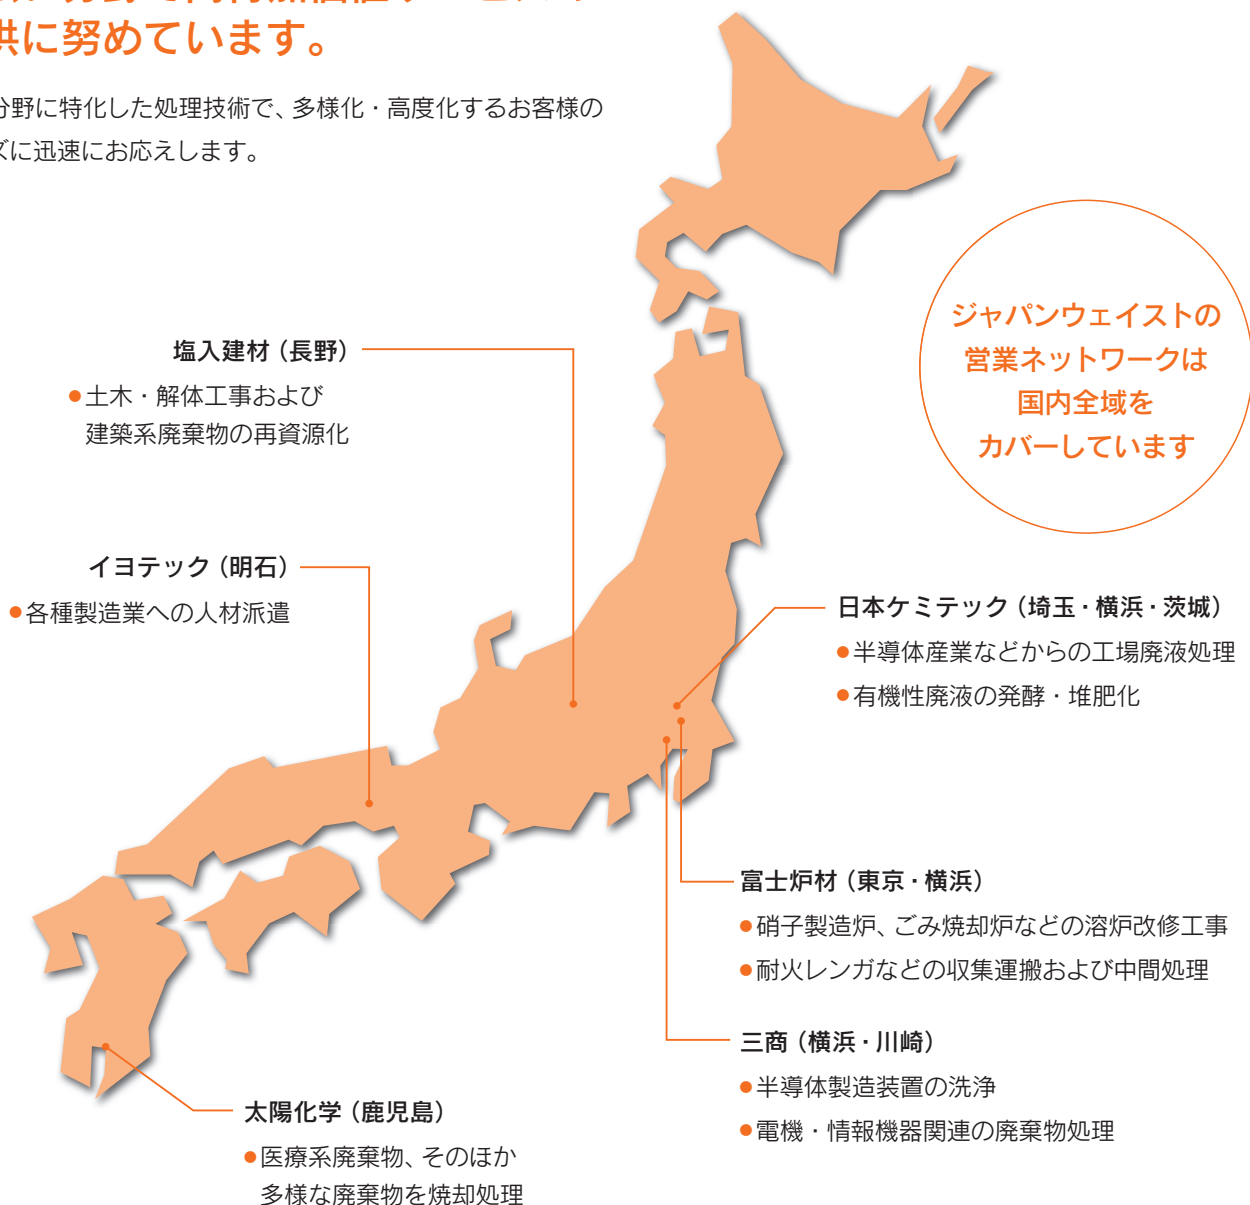 供に努めています。
分野に特化した処理技術で、多様化・高度化するお客様の
ズに迅速にお応えします。
ジャパンウェイストの
営業ネットワークは
国内全域を
カバーしています
塩入建材（長野）
●土木・解体工事および
建築系廃棄物の再資源化
イヨテック（明石）
●各種製造業への人材派遣
日本ケミテック（埼玉・横浜・茨城）
●半導体産業などからの工場廃液処理
●有機性廃液の発酵・堆肥化
富士炉材（東京・横浜）
●硝子製造炉、ごみ焼却炉などの溶炉改修工事
●耐火レンガなどの収集運搬および中間処理
三商（横浜・川崎）
●半導体製造装置の洗浄
●電機・情報機器関連の廃棄物処理
太陽化学（鹿児島）
●医療系廃棄物、そのほか
多様な廃棄物を焼却処理